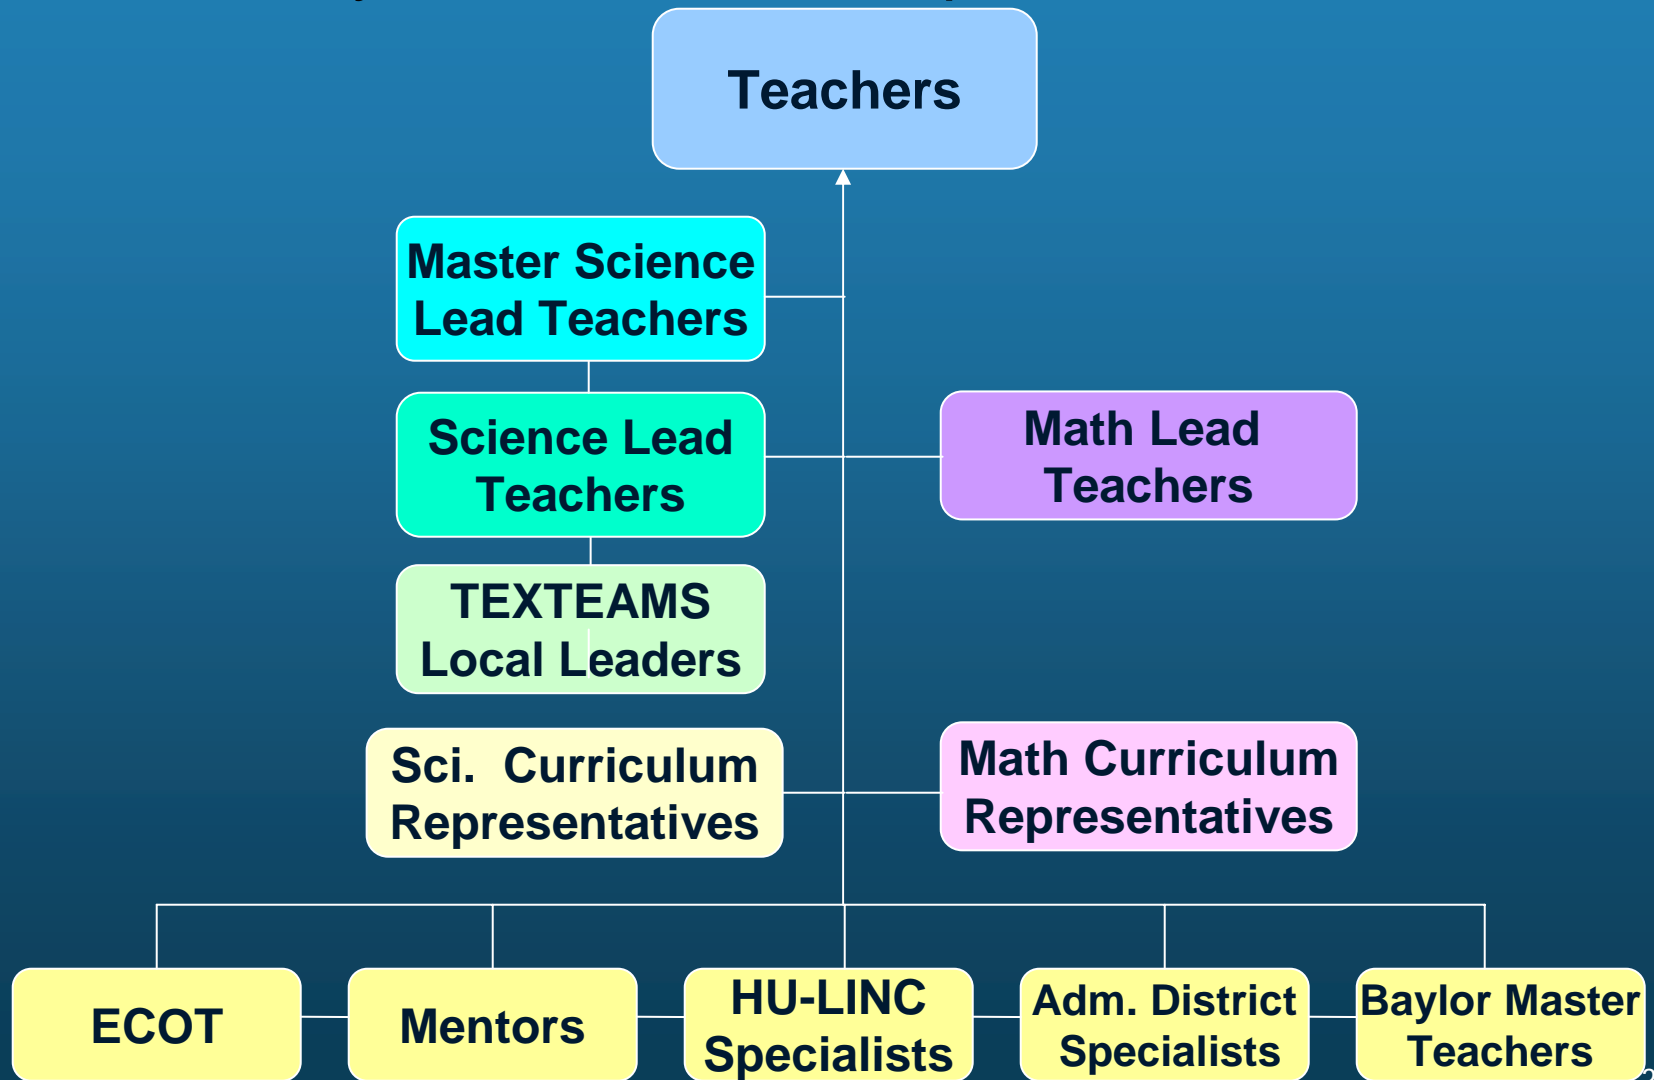 Teachers
Master Science
Lead Teachers
Science Lead
Teachers
Math Lead
Teachers
TEXTEAMS
Local Leaders
Sci. Curriculum
Representatives
Math Curriculum
Representatives
ECOT
Mentors
HU-LINC
Specialists
Adm. District
Specialists
Baylor Master
Teachers